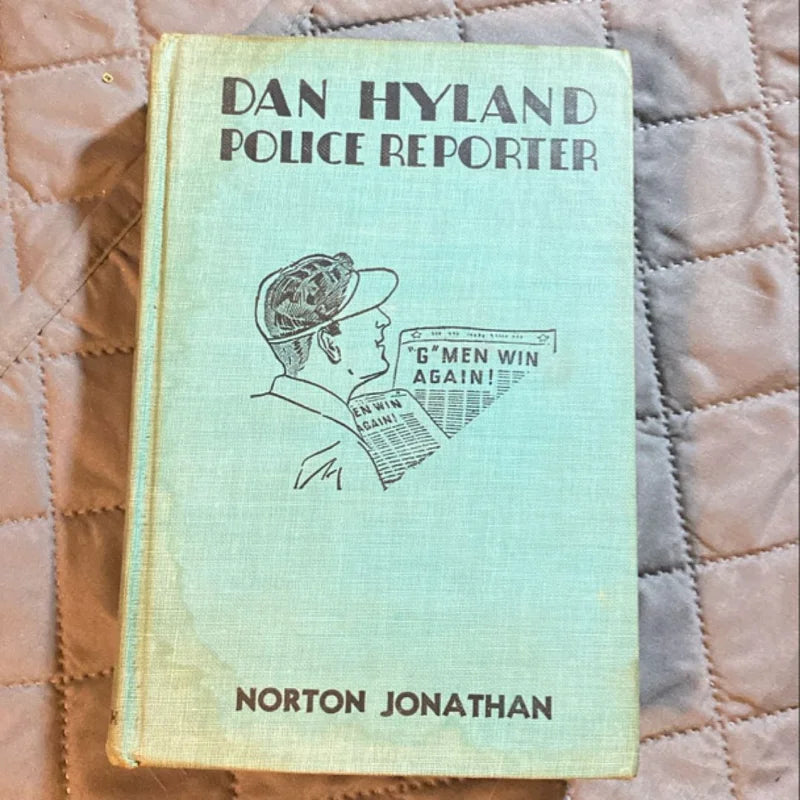 DAN HYLAND
POLICE REPORTER
"G"MEN WIN
AGAIN!
EN WIN
AGAIN!
NORTON JONATHAN